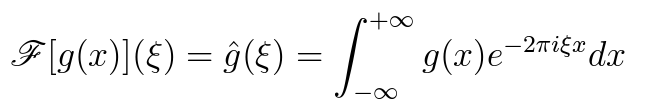 ℱ[g(x)](ξ) = ĝ(ξ) = ∫_{-∞}^{+∞} g(x)e^{-2πiξx}dx